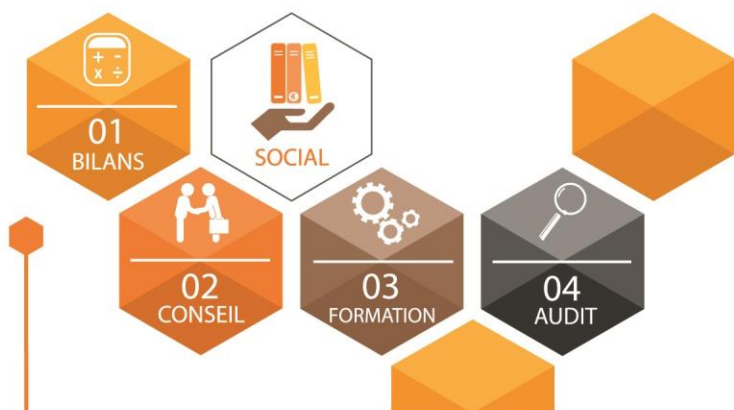 01
BILANS
SOCIAL
02
CONSEIL
03
FORMATION
04
AUDIT